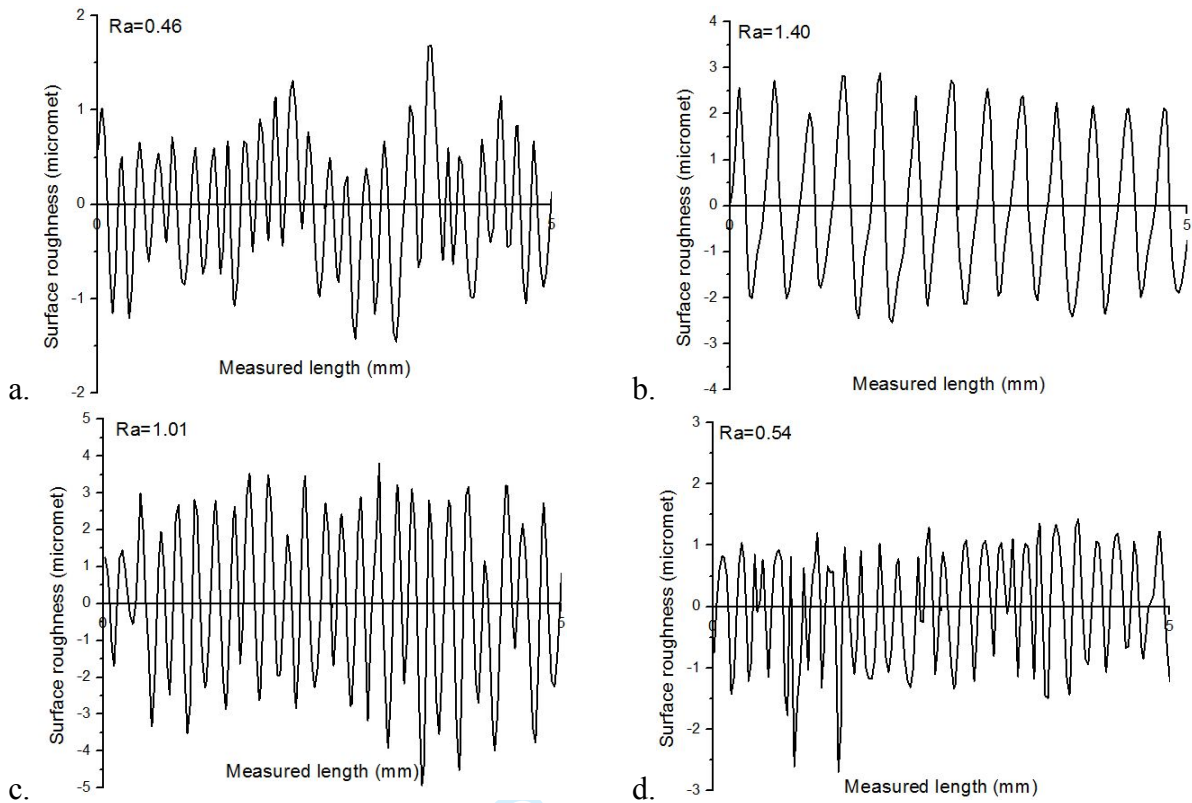 Ra=0.46
Surface roughness (micromet)
2
1
0
-1
-2
0
5
Measured length (mm)
a.
Ra=1.40
Surface roughness (micromet)
4
3
2
1
0
-1
-2
-3
-4
0
5
Measured length (mm)
b.
Ra=1.01
Surface roughness (micromet)
5
4
3
2
1
0
-1
-2
-3
-4
-5
0
5
Measured length (mm)
c.
Ra=0.54
Surface roughness (micromet)
3
2
1
0
-1
-2
-3
0
5
Measured length (mm)
d.